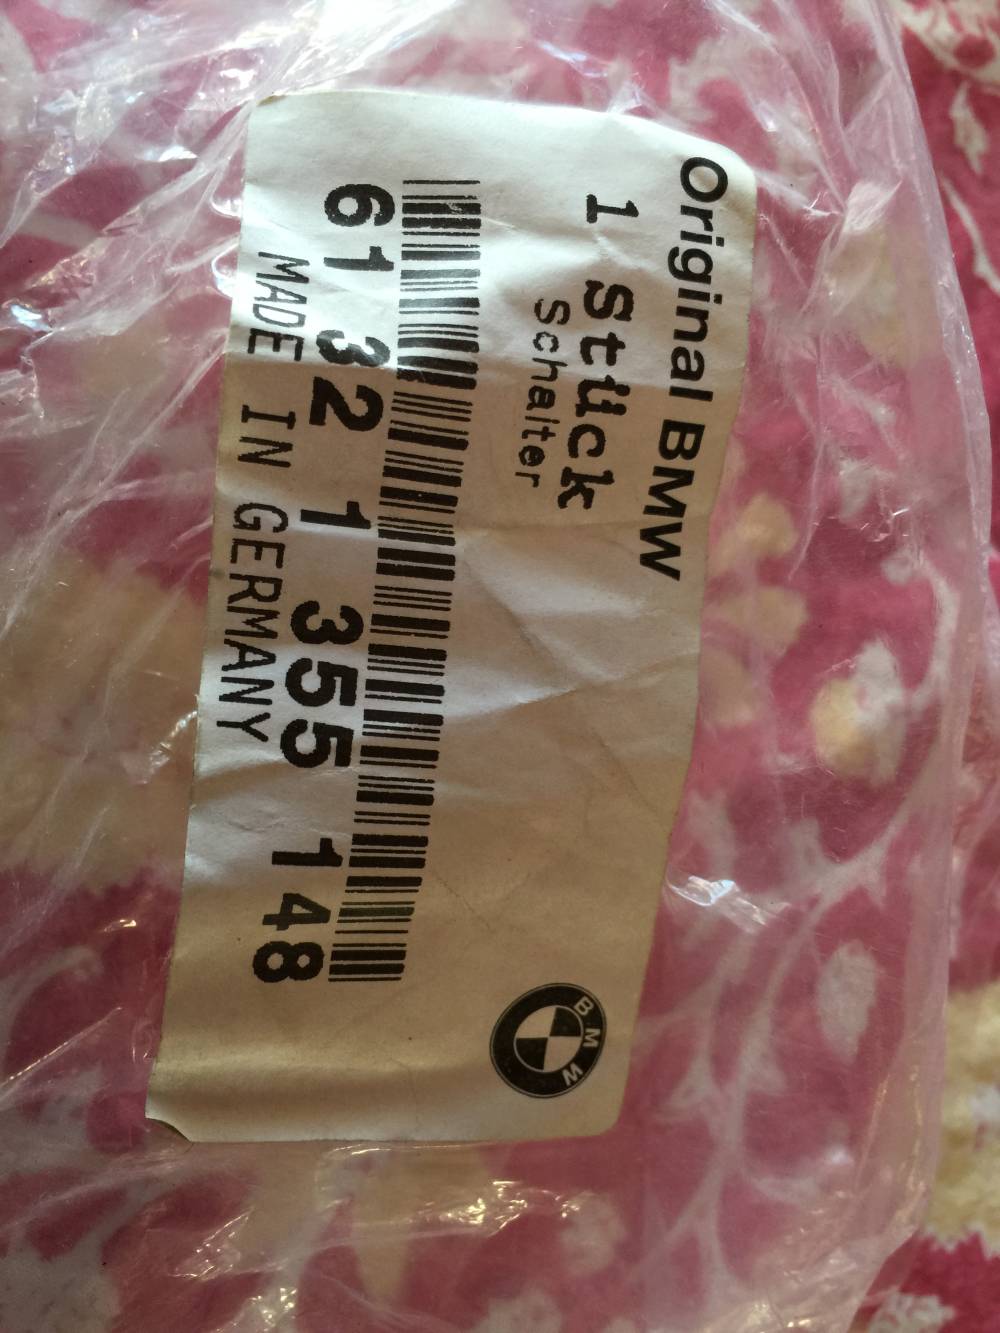 Original BMW
1 Stück
Schalter
61 32 1 355 148
MADE IN GERMANY
BMW